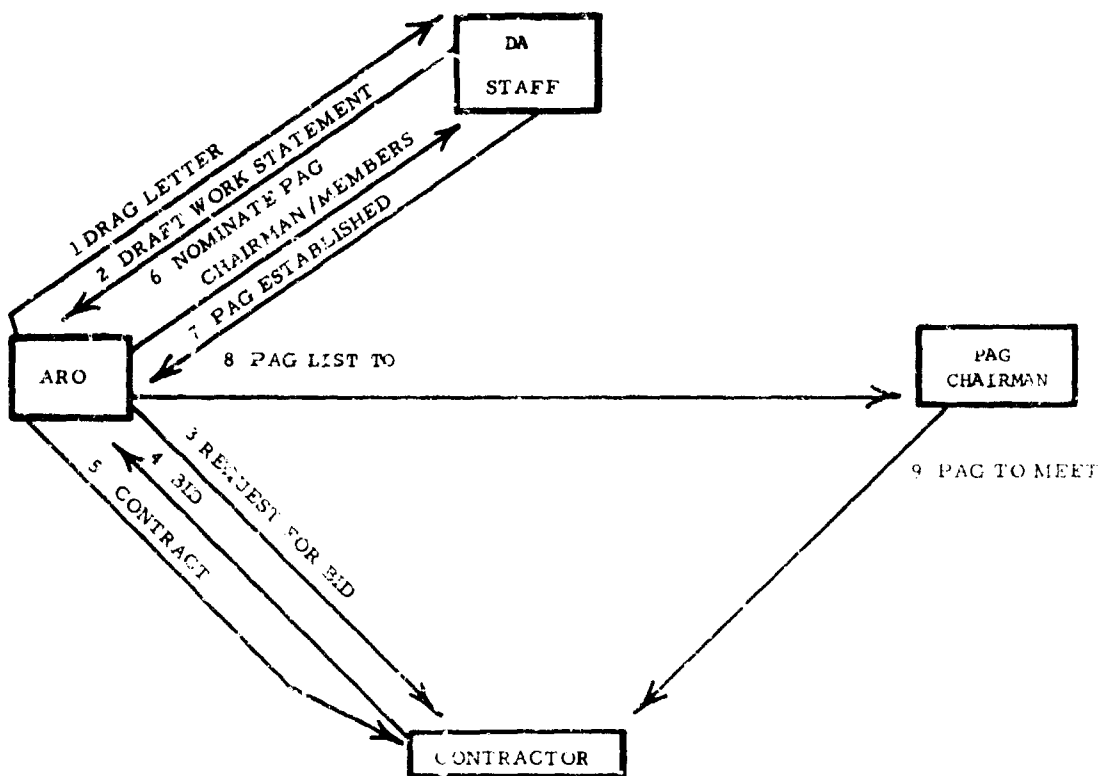 DA
STAFF
1 DRAG LETTER
2 DRAFT WORK STATEMENT
6 NOMINATE PAG
CHAIRMAN/MEMBERS
7 PAG ESTABLISHED
ARO
8 PAG LIST TO
PAG
CHAIRMAN
3 REQUEST FOR BID
4 BID
5 CONTRACT
9 PAG TO MEET
CONTRACTOR